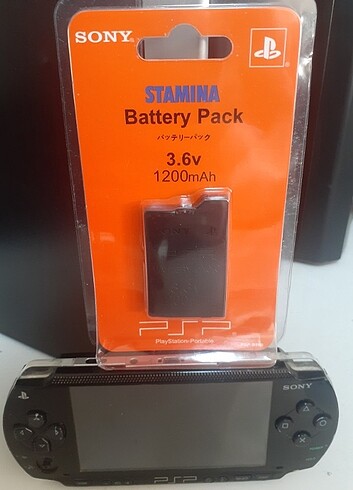 SONY
STAMINA
Battery Pack
バッテリーパック
3.6v
1200mAh
PSP
PlayStation Portable
SONY
PSP